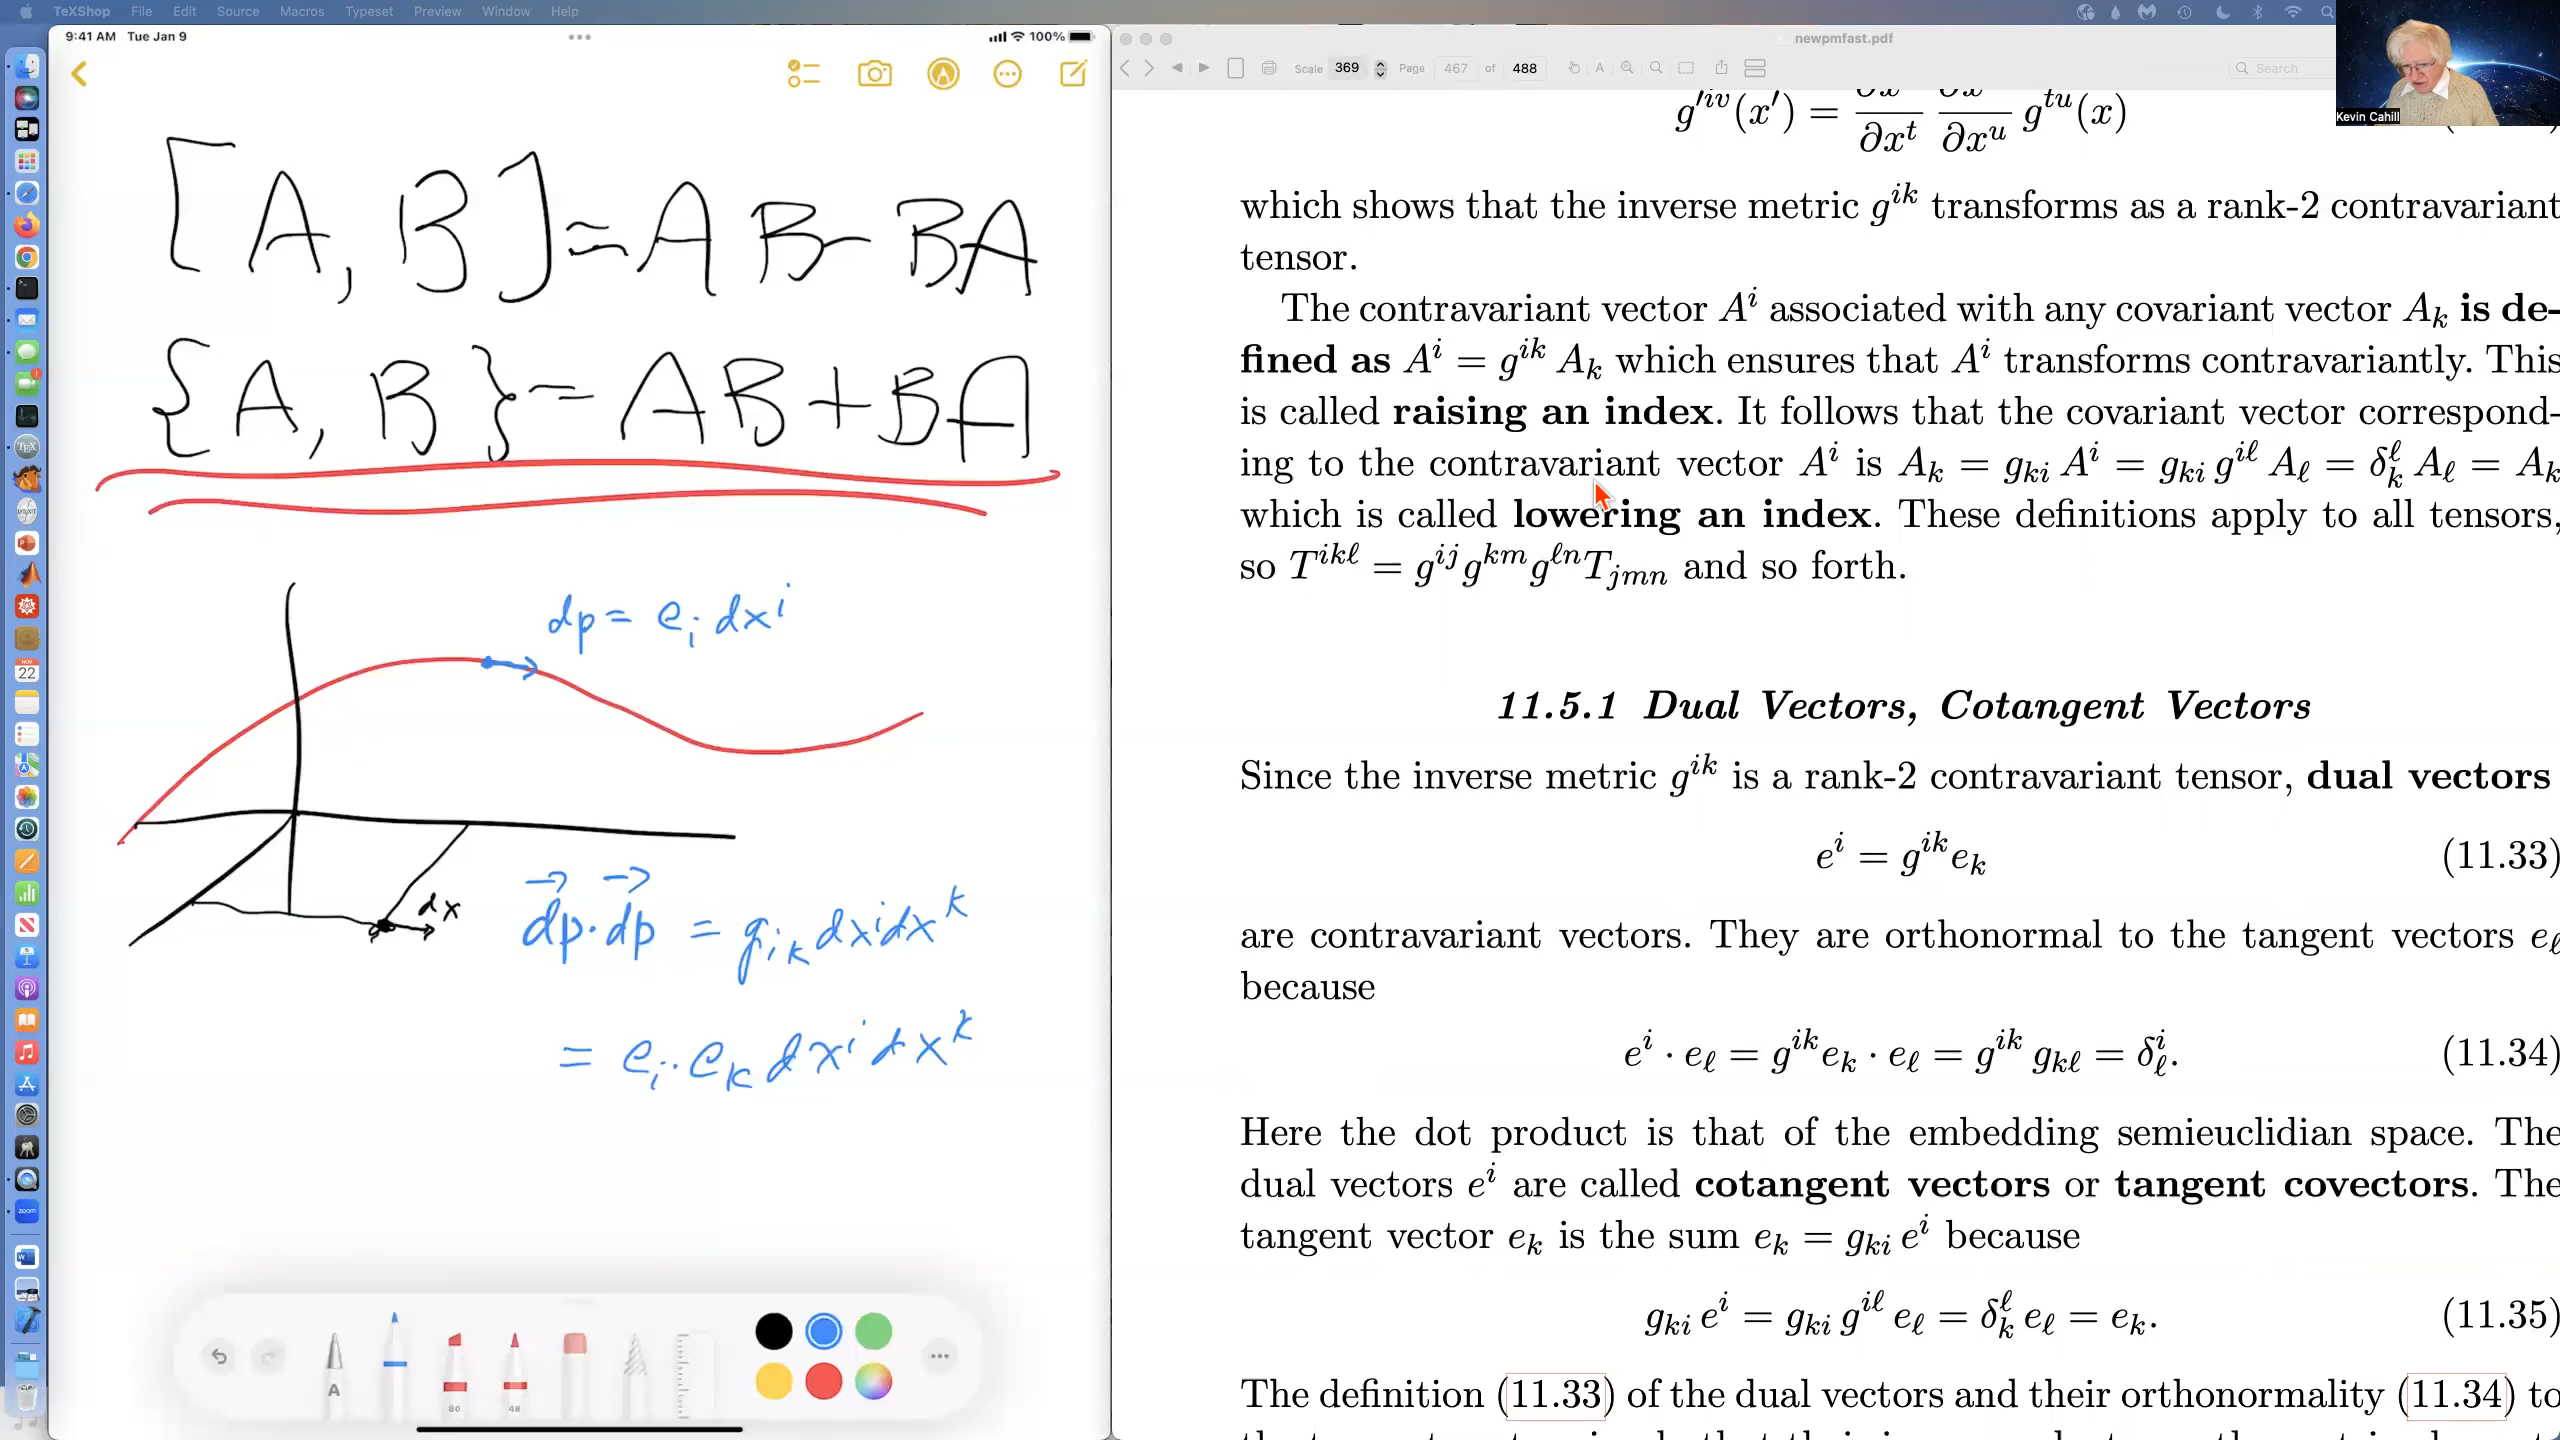 TeXShop File Edit Source Macros Typeset Preview Window Help
9:41 AM Tue Jan 9
100%
[A, B] = AB - BA
{A, B} = AB + BA
dp = e_i dx^i
dx
dp⃗ · dp⃗ = g_{ik} dx^i dx^k
= e_i · e_k dx^i dx^k
A
80
48
NOV
22
TeX
zoom
newpmfast.pdf
Scale 369 Page 467 of 488
Search
Kevin Cahill
g'^{iv}(x') = ∂x / ∂x^t ∂x / ∂x^u g^{tu}(x)
which shows that the inverse metric g^{ik} transforms as a rank-2 contravariant
tensor.
The contravariant vector A^i associated with any covariant vector A_k is de-
fined as A^i = g^{ik} A_k which ensures that A^i transforms contravariantly. This
is called raising an index. It follows that the covariant vector correspond-
ing to the contravariant vector A^i is A_k = g_{ki} A^i = g_{ki} g^{iℓ} A_ℓ = δ_k^ℓ A_ℓ = A_k
which is called lowering an index. These definitions apply to all tensors,
so T^{ikℓ} = g^{ij} g^{km} g^{ℓn} T_{jmn} and so forth.
11.5.1 Dual Vectors, Cotangent Vectors
Since the inverse metric g^{ik} is a rank-2 contravariant tensor, dual vectors
e^i = g^{ik} e_k (11.33)
are contravariant vectors. They are orthonormal to the tangent vectors e_ℓ
because
e^i · e_ℓ = g^{ik} e_k · e_ℓ = g^{ik} g_{kℓ} = δ^i_ℓ. (11.34)
Here the dot product is that of the embedding semieuclidian space. The
dual vectors e^i are called cotangent vectors or tangent covectors. The
tangent vector e_k is the sum e_k = g_{ki} e^i because
g_{ki} e^i = g_{ki} g^{iℓ} e_ℓ = δ_k^ℓ e_ℓ = e_k. (11.35)
The definition (11.33) of the dual vectors and their orthonormality (11.34) to